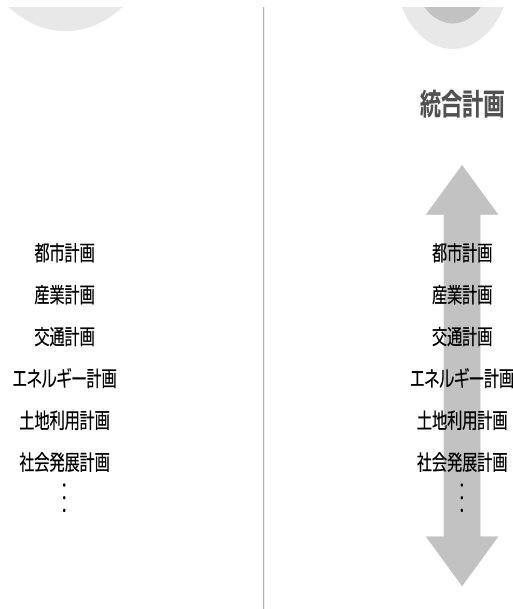 都市計画
産業計画
交通計画
エネルギー計画
土地利用計画
社会発展計画
⋮
統合計画
都市計画
産業計画
交通計画
エネルギー計画
土地利用計画
社会発展計画
⋮